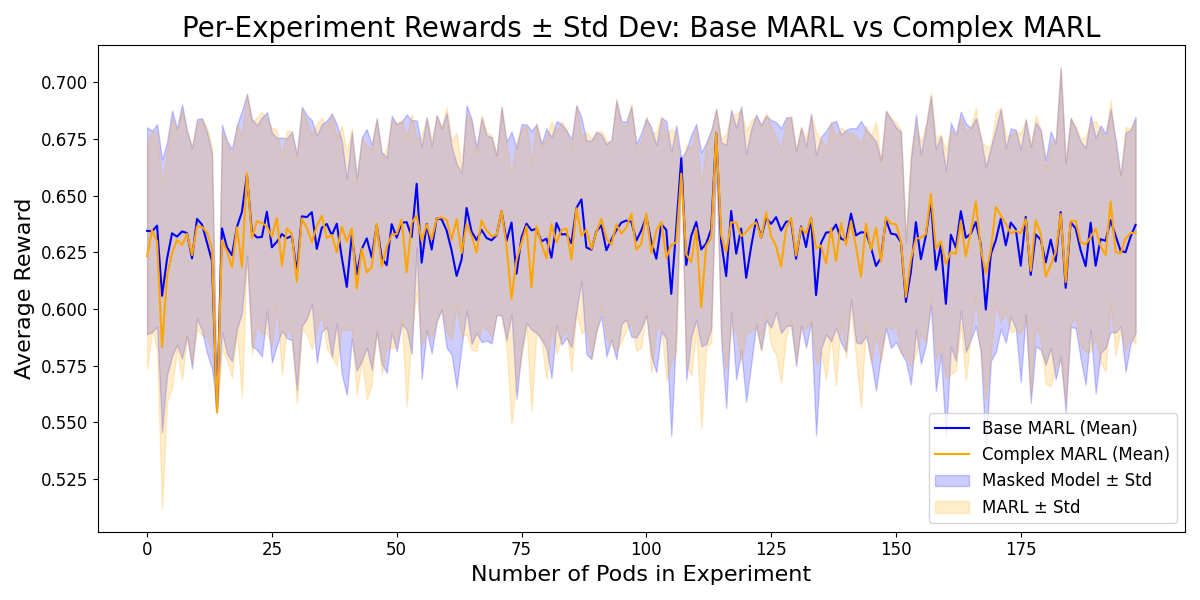 Per-Experiment Rewards ± Std Dev: Base MARL vs Complex MARL
Average Reward
0.700
0.675
0.650
0.625
0.600
0.575
0.550
0.525
Base MARL (Mean)
Complex MARL (Mean)
Masked Model ± Std
MARL ± Std
0 25 50 75 100 125 150 175
Number of Pods in Experiment